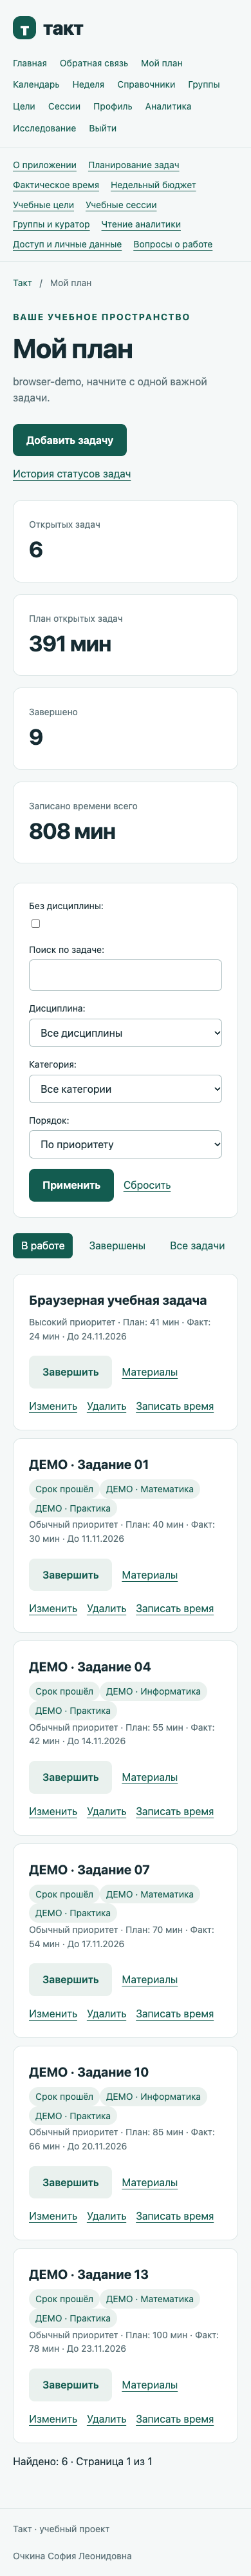 т такт
Главная Обратная связь Мой план
Календарь Неделя Справочники Группы
Цели Сессии Профиль Аналитика
Исследование Выйти
О приложении Планирование задач
Фактическое время Недельный бюджет
Учебные цели Учебные сессии
Группы и куратор Чтение аналитики
Доступ и личные данные Вопросы о работе
Такт / Мой план
ВАШЕ УЧЕБНОЕ ПРОСТРАНСТВО
Мой план
browser-demo, начните с одной важной
задачи.
Добавить задачу
История статусов задач
Открытых задач
6
План открытых задач
391 мин
Завершено
9
Записано времени всего
808 мин
Без дисциплины:
Поиск по задаче:
Дисциплина:
Все дисциплины
Категория:
Все категории
Порядок:
По приоритету
Применить Сбросить
В работе Завершены Все задачи
Браузерная учебная задача
Высокий приоритет · План: 41 мин · Факт:
24 мин · До 24.11.2026
Завершить Материалы
Изменить Удалить Записать время
ДЕМО · Задание 01
Срок прошёл ДЕМО · Математика
ДЕМО · Практика
Обычный приоритет · План: 40 мин · Факт:
30 мин · До 11.11.2026
Завершить Материалы
Изменить Удалить Записать время
ДЕМО · Задание 04
Срок прошёл ДЕМО · Информатика
ДЕМО · Практика
Обычный приоритет · План: 55 мин · Факт:
42 мин · До 14.11.2026
Завершить Материалы
Изменить Удалить Записать время
ДЕМО · Задание 07
Срок прошёл ДЕМО · Математика
ДЕМО · Практика
Обычный приоритет · План: 70 мин · Факт:
54 мин · До 17.11.2026
Завершить Материалы
Изменить Удалить Записать время
ДЕМО · Задание 10
Срок прошёл ДЕМО · Информатика
ДЕМО · Практика
Обычный приоритет · План: 85 мин · Факт:
66 мин · До 20.11.2026
Завершить Материалы
Изменить Удалить Записать время
ДЕМО · Задание 13
Срок прошёл ДЕМО · Математика
ДЕМО · Практика
Обычный приоритет · План: 100 мин · Факт:
78 мин · До 23.11.2026
Завершить Материалы
Изменить Удалить Записать время
Найдено: 6 · Страница 1 из 1
Такт · учебный проект
Очкина София Леонидовна